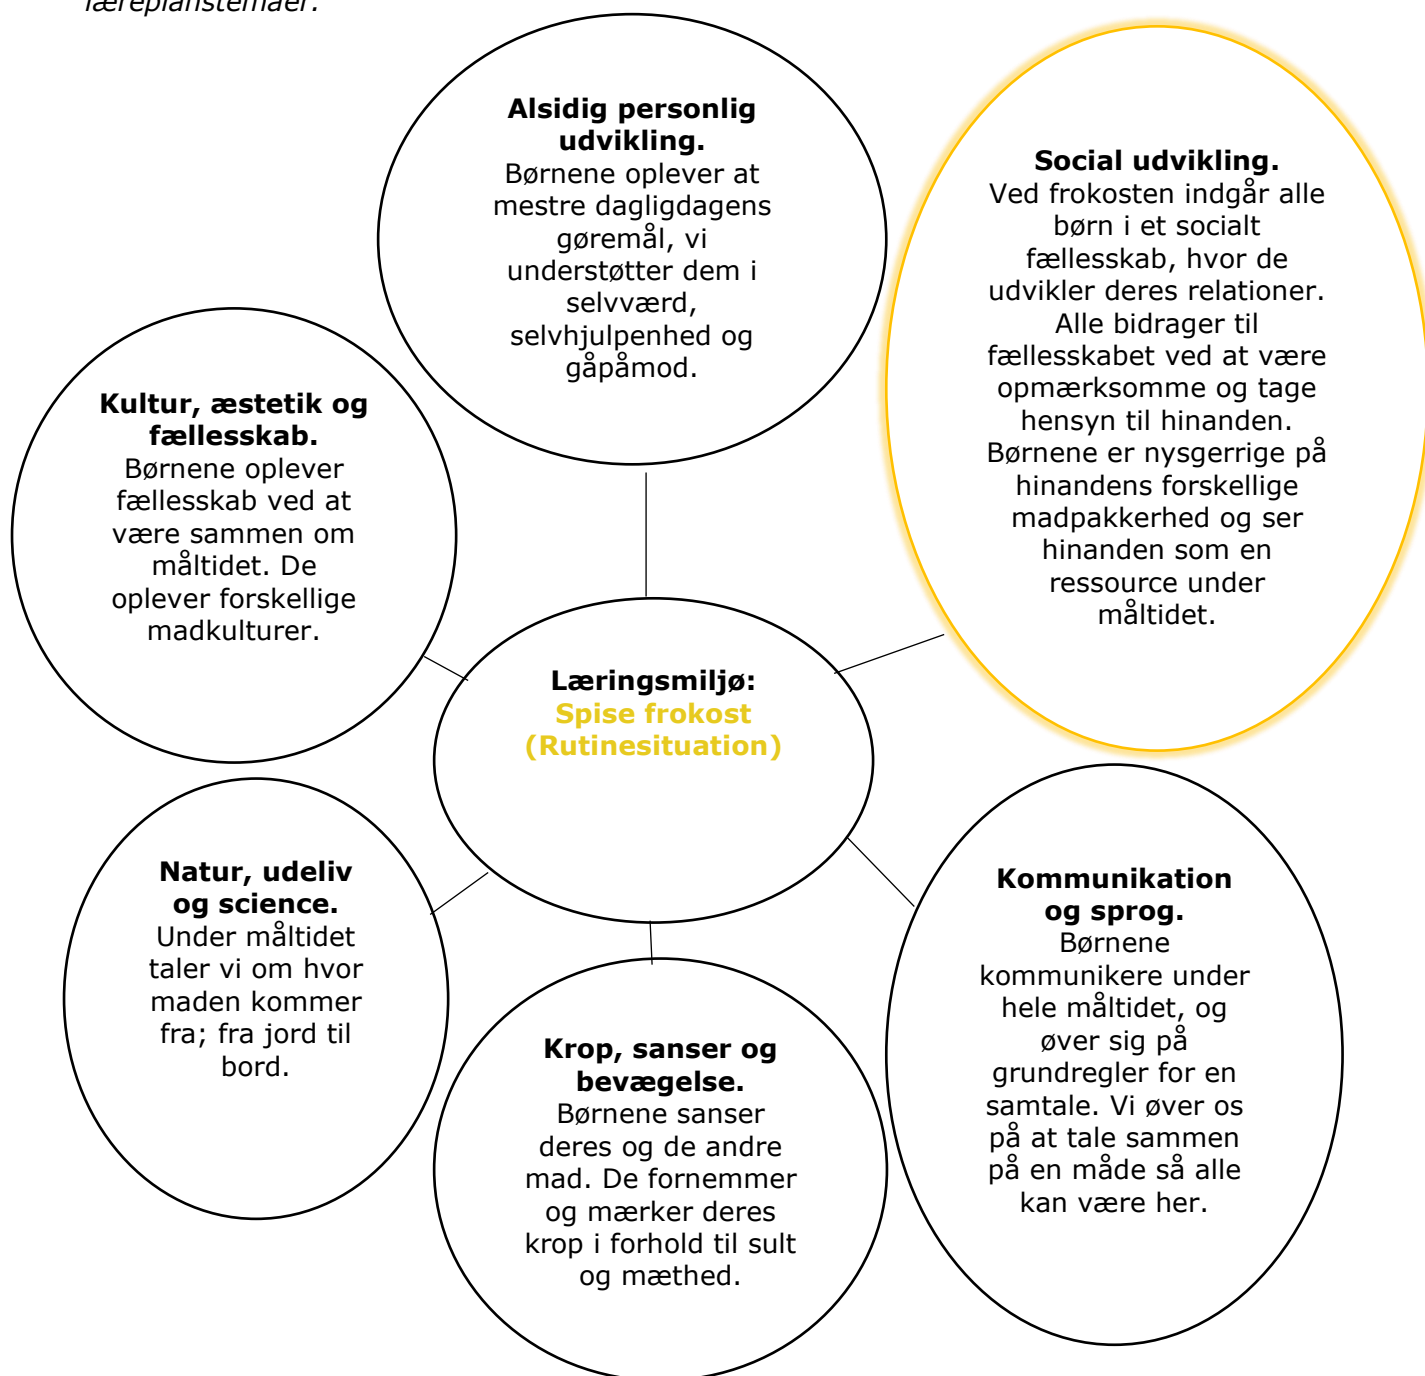 læreplanstemaer.
Alsidig personlig
udvikling.
Børnene oplever at
mestre dagligdagens
gøremål, vi
understøtter dem i
selvværd,
selvhjulpenhed og
gåpåmod.
Social udvikling.
Ved frokosten indgår alle
børn i et socialt
fællesskab, hvor de
udvikler deres relationer.
Alle bidrager til
fællesskabet ved at være
opmærksomme og tage
hensyn til hinanden.
Børnene er nysgerrige på
hinandens forskellige
madpakkerhed og ser
hinanden som en
ressource under
måltidet.
Kultur, æstetik og
fællesskab.
Børnene oplever
fællesskab ved at
være sammen om
måltidet. De
oplever forskellige
madkulturer.
Læringsmiljø:
Spise frokost
(Rutinesituation)
Natur, udeliv
og science.
Under måltidet
taler vi om hvor
maden kommer
fra; fra jord til
bord.
Krop, sanser og
bevægelse.
Børnene sanser
deres og de andre
mad. De fornemmer
og mærker deres
krop i forhold til sult
og mæthed.
Kommunikation
og sprog.
Børnene
kommunikere under
hele måltidet, og
øver sig på
grundregler for en
samtale. Vi øver os
på at tale sammen
på en måde så alle
kan være her.